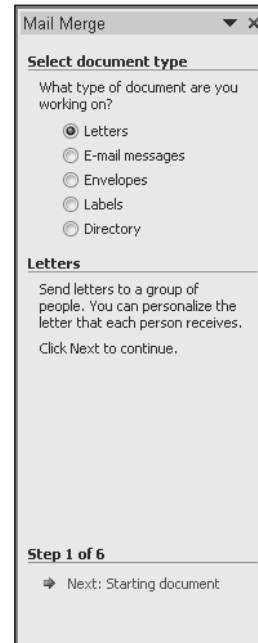 Mail Merge
Select document type
What type of document are you
working on?
Letters
E-mail messages
Envelopes
Labels
Directory
Letters
Send letters to a group of
people. You can personalize the
letter that each person receives.
Click Next to continue.
Step 1 of 6
Next: Starting document